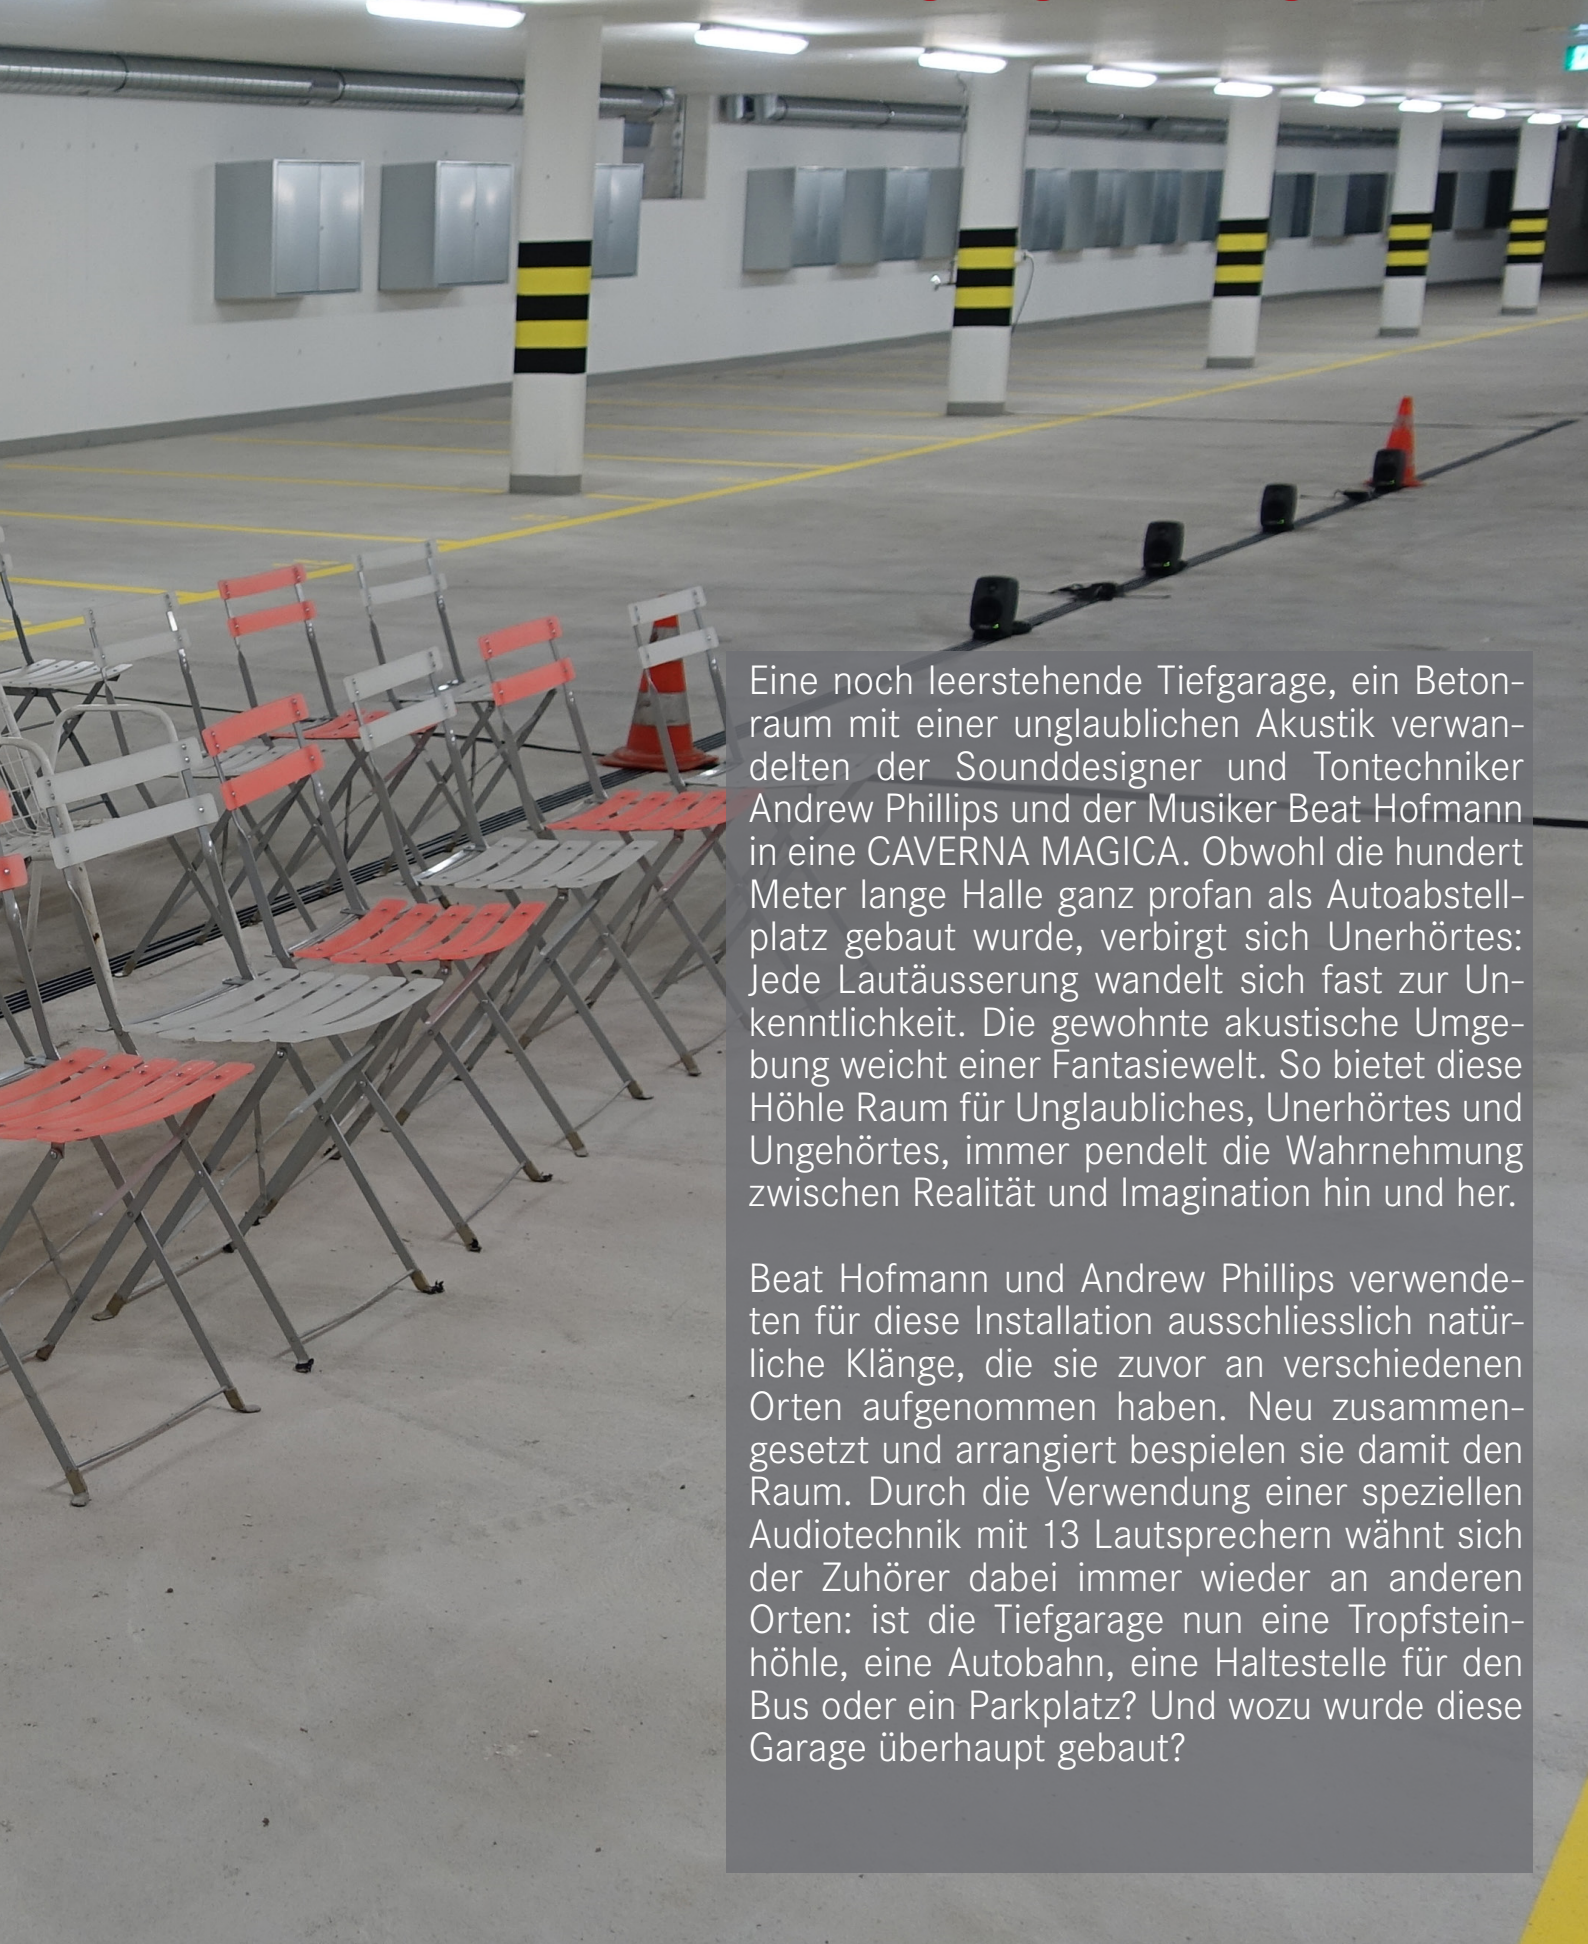 Eine noch leerstehende Tiefgarage, ein Beton-
raum mit einer unglaublichen Akustik verwan-
delten der Sounddesigner und Tontechniker
Andrew Phillips und der Musiker Beat Hofmann
in eine CAVERNA MAGICA. Obwohl die hundert
Meter lange Halle ganz profan als Autoabstell-
platz gebaut wurde, verbirgt sich Unerhörtes:
Jede Lautäusserung wandelt sich fast zur Un-
kenntlichkeit. Die gewohnte akustische Umge-
bung weicht einer Fantasiewelt. So bietet diese
Höhle Raum für Unglaubliches, Unerhörtes und
Ungehörtes, immer pendelt die Wahrnehmung
zwischen Realität und Imagination hin und her.
Beat Hofmann und Andrew Phillips verwende-
ten für diese Installation ausschliesslich natür-
liche Klänge, die sie zuvor an verschiedenen
Orten aufgenommen haben. Neu zusammen-
gesetzt und arrangiert bespielen sie damit den
Raum. Durch die Verwendung einer speziellen
Audiotechnik mit 13 Lautsprechern wähnt sich
der Zuhörer dabei immer wieder an anderen
Orten: ist die Tiefgarage nun eine Tropfstein-
höhle, eine Autobahn, eine Haltestelle für den
Bus oder ein Parkplatz? Und wozu wurde diese
Garage überhaupt gebaut?